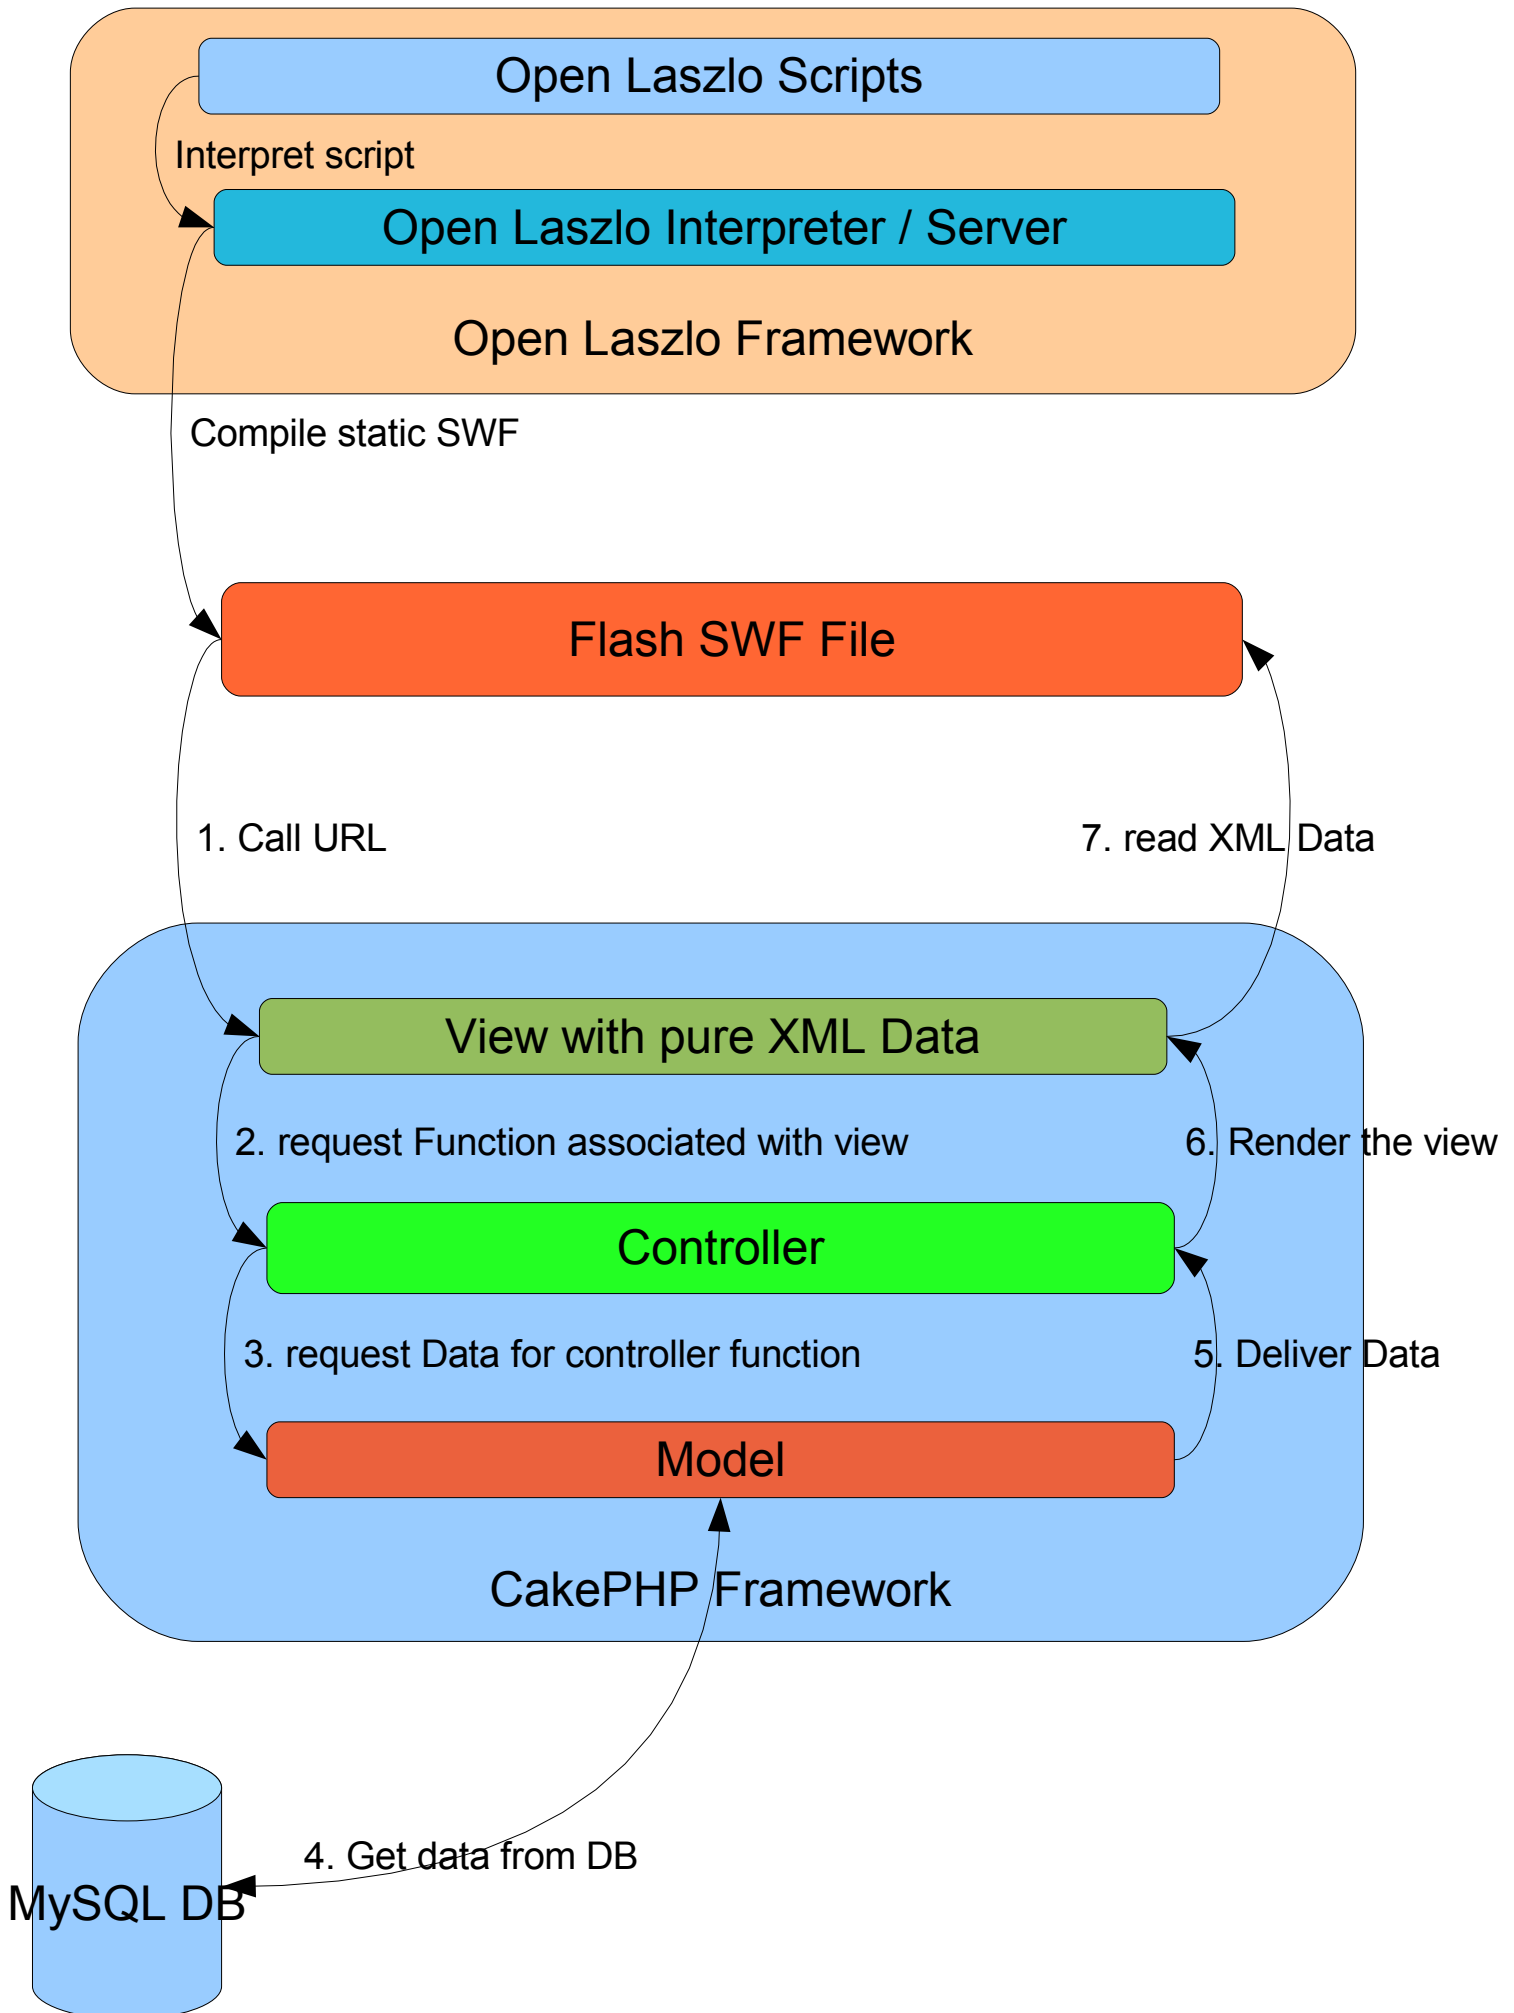 Open Laszlo Scripts
Interpret script
Open Laszlo Interpreter / Server
Open Laszlo Framework
Compile static SWF
Flash SWF File
1. Call URL
7. read XML Data
View with pure XML Data
2. request Function associated with view
6. Render the view
Controller
3. request Data for controller function
5. Deliver Data
Model
CakePHP Framework
4. Get data from DB
MySQL DB